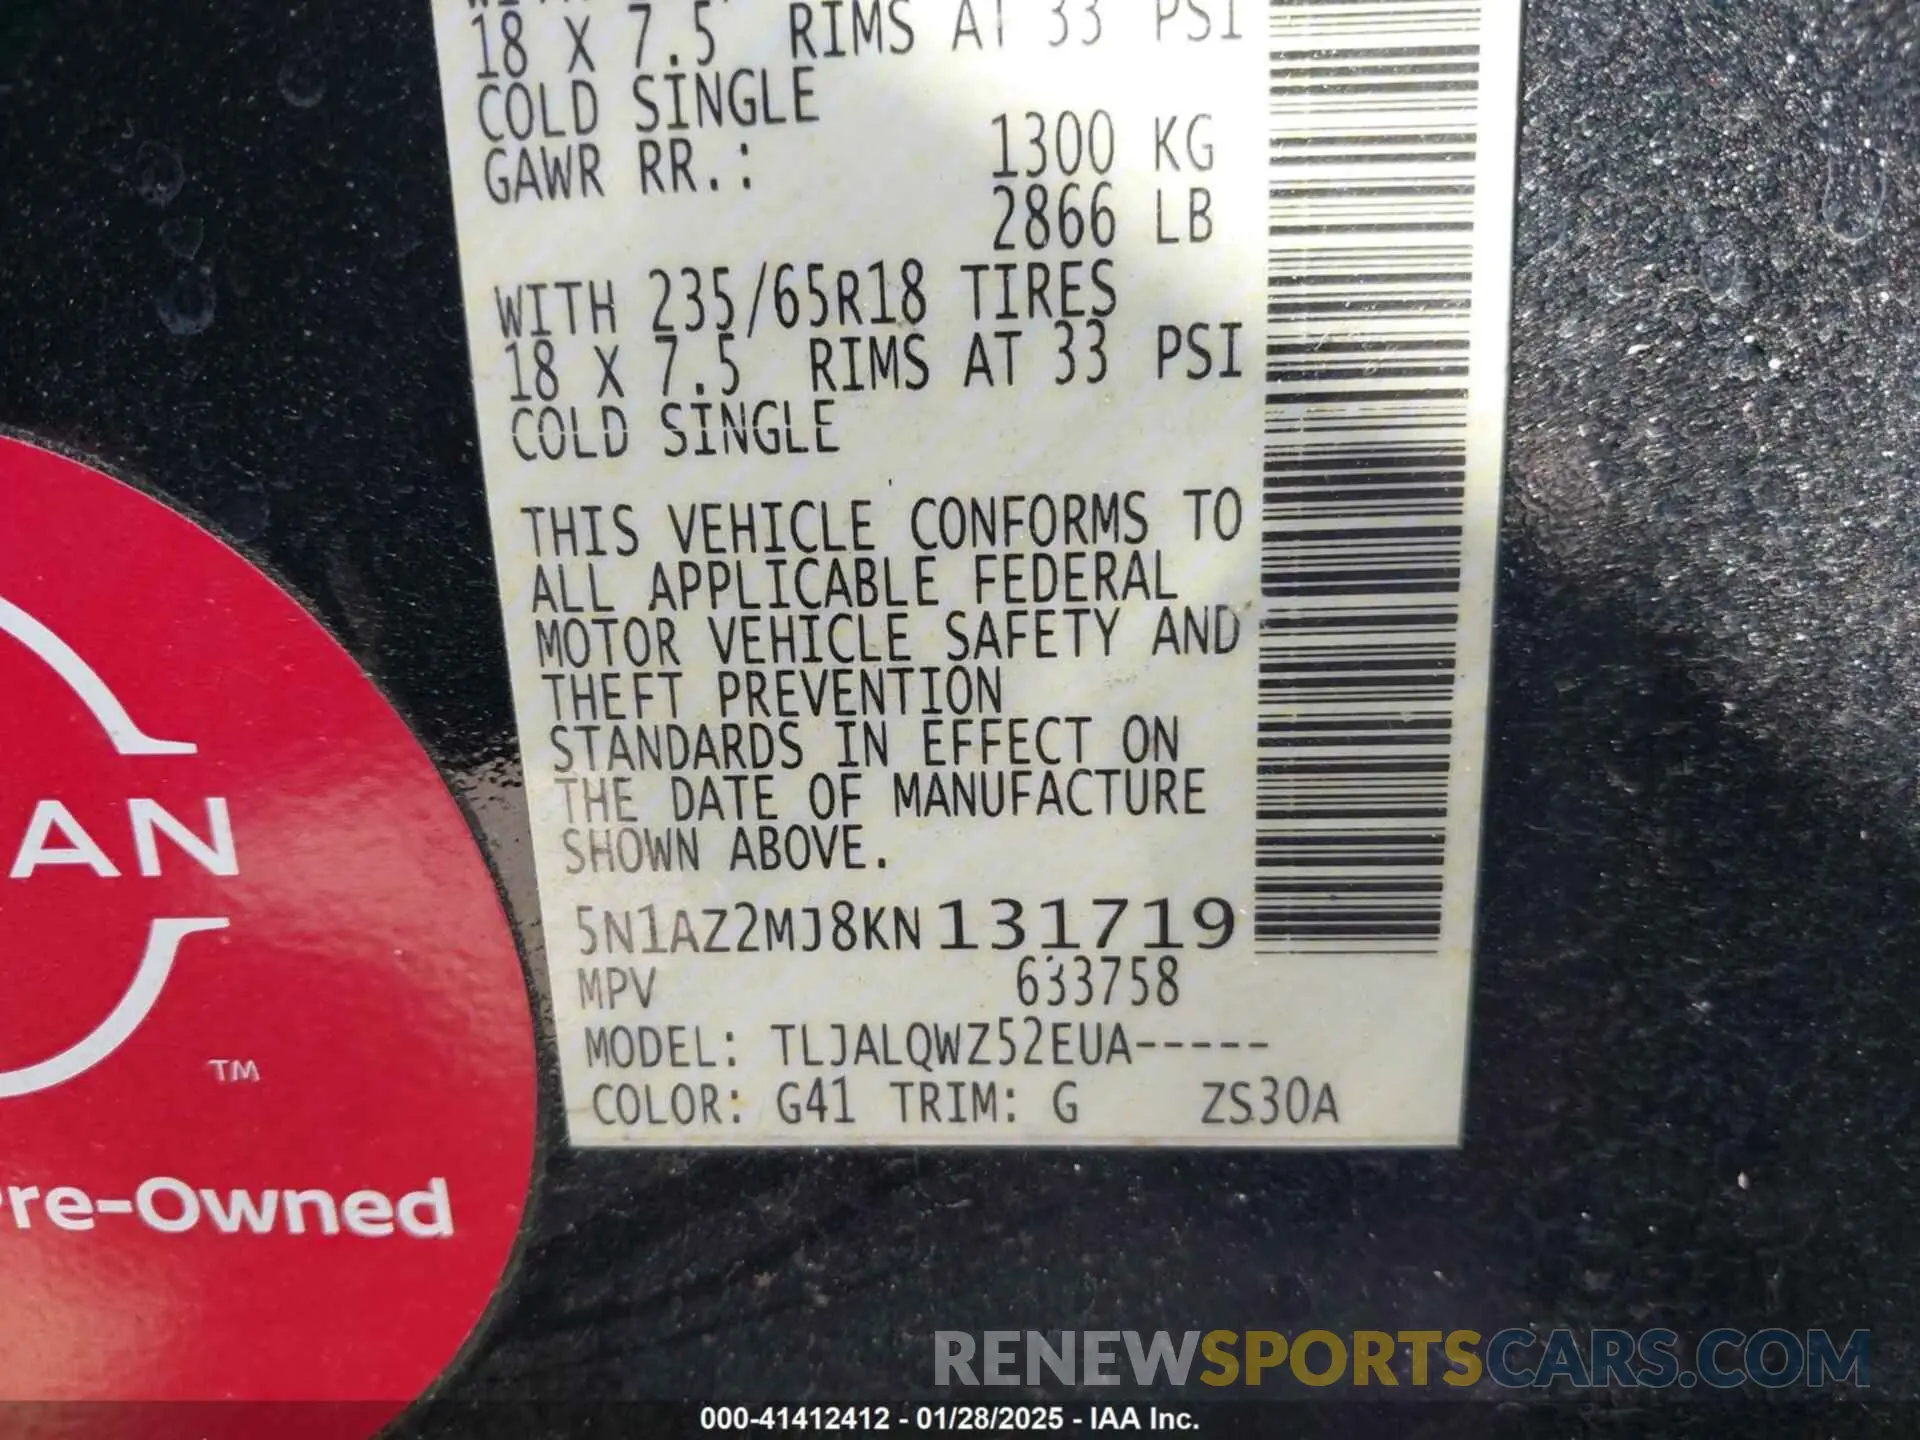 18 X 7.5 RIMS AT 33 PSI
COLD SINGLE
GAWR RR.: 1300 KG
2866 LB
WITH 235/65R18 TIRES
18 X 7.5 RIMS AT 33 PSI
COLD SINGLE
THIS VEHICLE CONFORMS TO
ALL APPLICABLE FEDERAL
MOTOR VEHICLE SAFETY AND
THEFT PREVENTION
STANDARDS IN EFFECT ON
THE DATE OF MANUFACTURE
SHOWN ABOVE.
5N1AZ2MJ8KN131719
MPV 633758
MODEL: TLJALQWZ52EUA-----
COLOR: G41 TRIM: G ZS30A
AN
TM
re-Owned
RENEWSPORTSCARS.COM
000-41412412 - 01/28/2025 - IAA Inc.